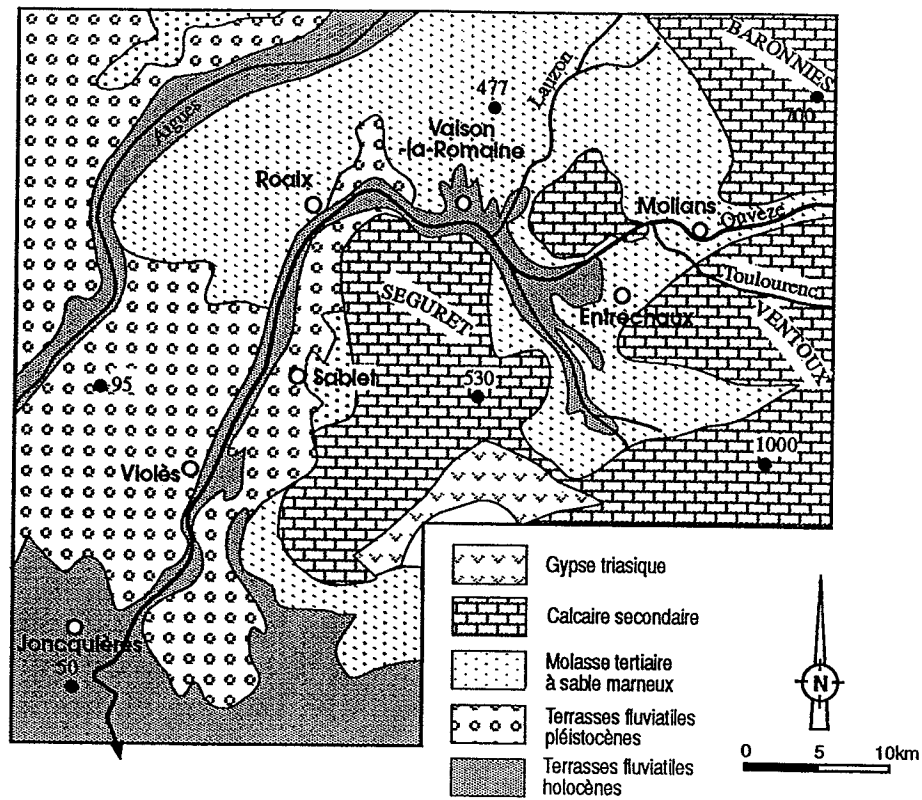 BARONNIES
700
Lauzon
477
Aigues
Vaison
-la-Romaine
Roaix
Mollans
Ouvèze
Toulourenc
SEGURET
Entrechaux
VENTOUX
95
Sablet
530
1000
Violès
Joncquières
50
Gypse triasique
Calcaire secondaire
Molasse tertiaire
à sable marneux
Terrasses fluviatiles
pléistocènes
Terrasses fluviatiles
holocènes
N
0 5 10km